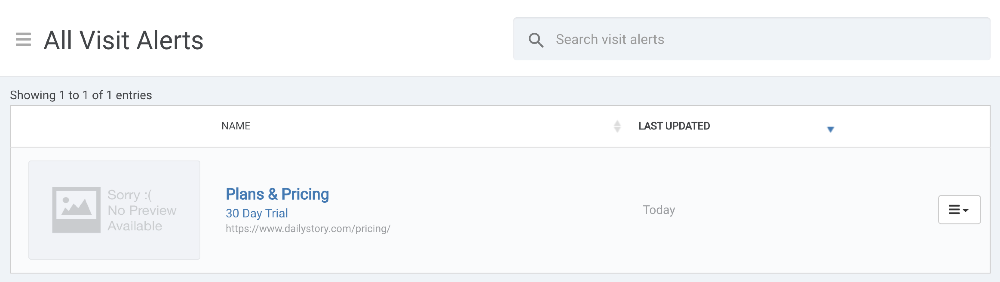 All Visit Alerts
Search visit alerts
Showing 1 to 1 of 1 entries
NAME
LAST UPDATED
Sorry :(
No Preview
Available
Plans & Pricing
30 Day Trial
https://www.dailystory.com/pricing/
Today